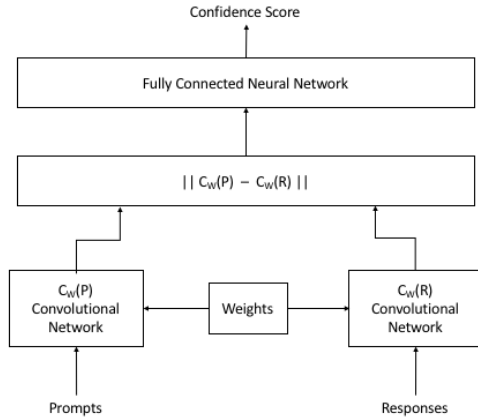 Confidence Score
Fully Connected Neural Network
|| C_W(P) – C_W(R) ||
C_W(P)
Convolutional
Network
Weights
C_W(R)
Convolutional
Network
Prompts
Responses